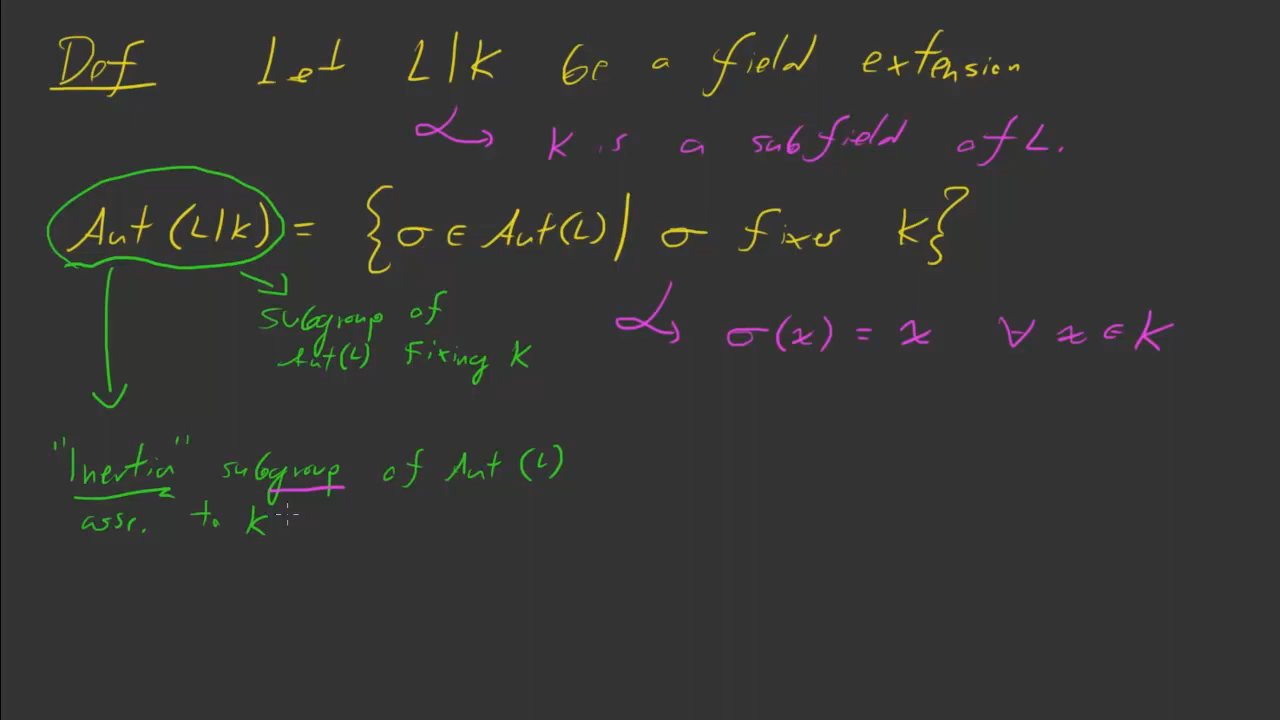 Def Let L|K be a field extension
K is a subfield of L.
Aut (L|K) = {σ ∈ Aut(L) | σ fixes K}
subgroup of
Aut(L) Fixing K
σ(x) = x ∀ x ∈ K
"Inertia" subgroup of Aut (L)
assc. to K